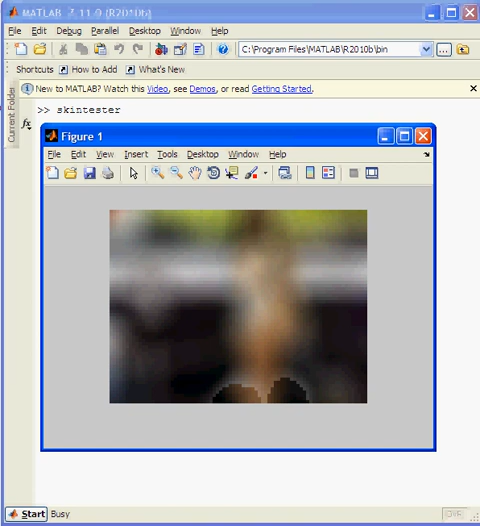 MATLAB 7.11.0 (R2010b)
File Edit Debug Parallel Desktop Window Help
C:\Program Files\MATLAB\R2010b\bin
Shortcuts How to Add What's New
Current Folder
New to MATLAB? Watch this Video, see Demos, or read Getting Started.
fx >> skintester
Figure 1
File Edit View Insert Tools Desktop Window Help
Start Busy